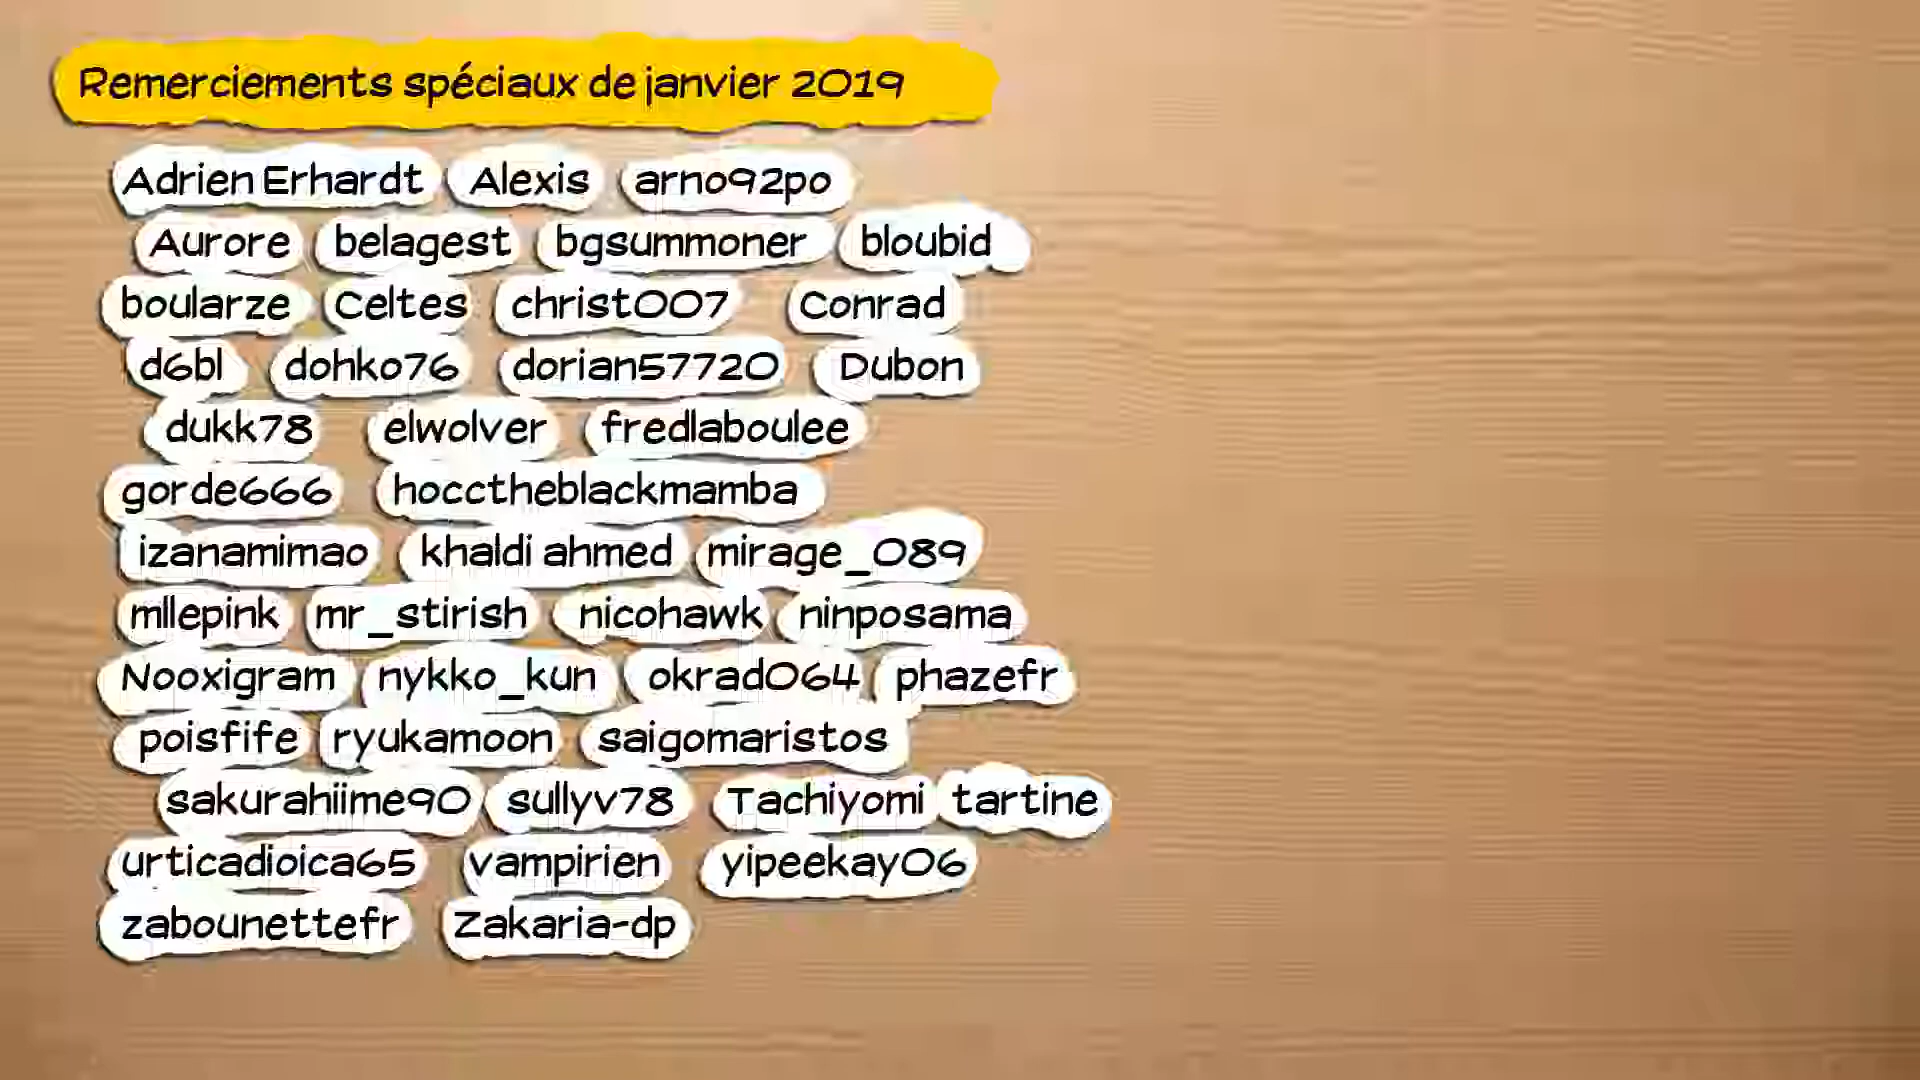 Remerciements spéciaux de janvier 2019
Adrien Erhardt Alexis arno92po
Aurore belagest bgsummoner bloubid
boularze Celtes christ007 Conrad
d6bl dohko76 dorian57720 Dubon
dukk78 elwolver fredlaboulee
gorde666 hocctheblackmamba
izanamimao khaldi ahmed mirage_089
mllepink mr_stirish nicohawk ninposama
Nooxigram nykko_kun okrad064 phazefr
poisfife ryukamoon saigomaristos
sakurahiime90 sullyv78 Tachiyomi tartine
urticadioica65 vampirien yipeekay06
zabounettefr Zakaria-dp